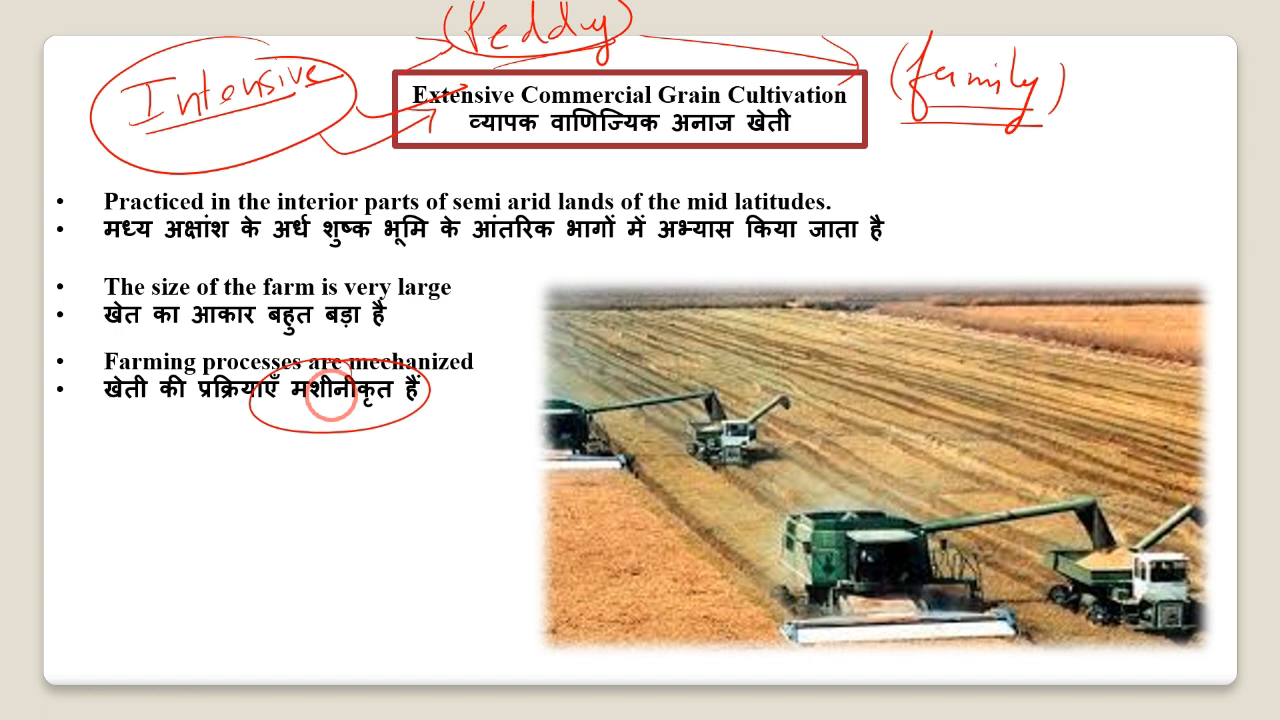 (Peddy)
Intensive
(family)
Extensive Commercial Grain Cultivation
व्यापक वाणिज्यिक अनाज खेती
• Practiced in the interior parts of semi arid lands of the mid latitudes.
• मध्य अक्षांश के अर्ध शुष्क भूमि के आंतरिक भागों में अभ्यास किया जाता है
• The size of the farm is very large
• खेत का आकार बहुत बड़ा है
• Farming processes are mechanized
• खेती की प्रक्रियाएँ मशीनीकृत हैं